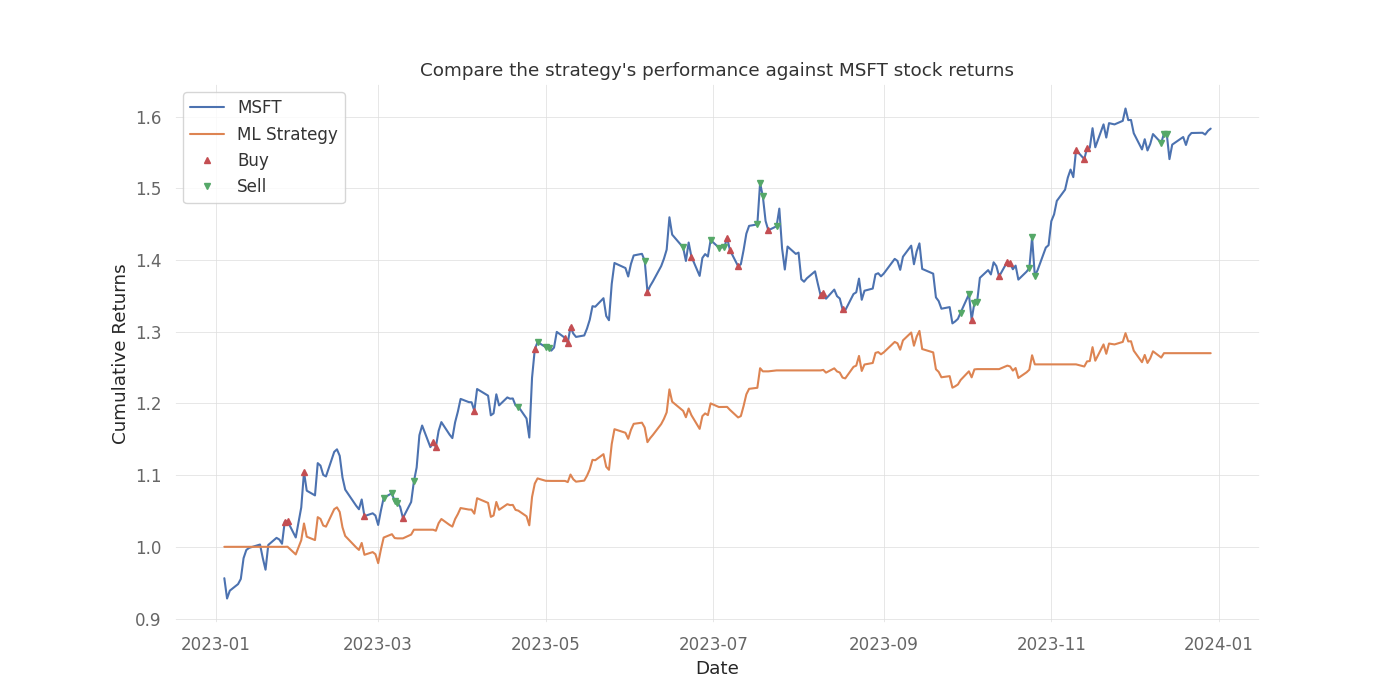 Compare the strategy's performance against MSFT stock returns
MSFT
ML Strategy
Buy
Sell
1.6
1.5
1.4
1.3
1.2
1.1
1.0
0.9
Cumulative Returns
2023-01
2023-03
2023-05
2023-07
2023-09
2023-11
2024-01
Date